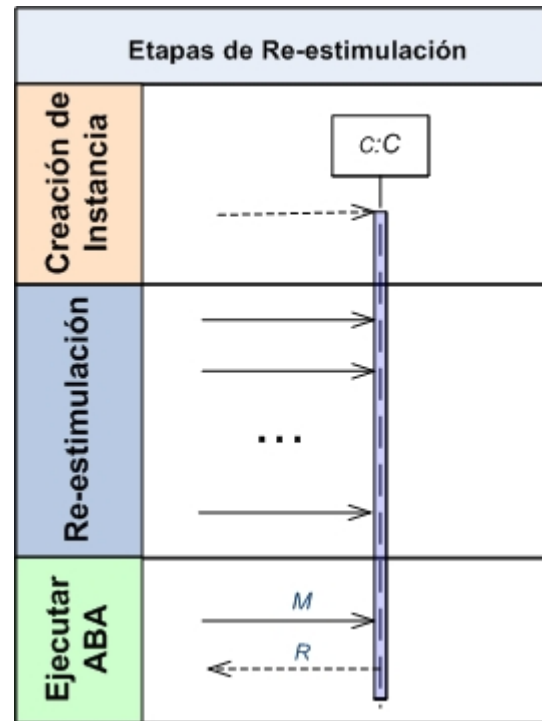 Etapas de Re-estimulación
Creación de
Instancia
C:C
Re-estimulación
...
Ejecutar
ABA
M
R